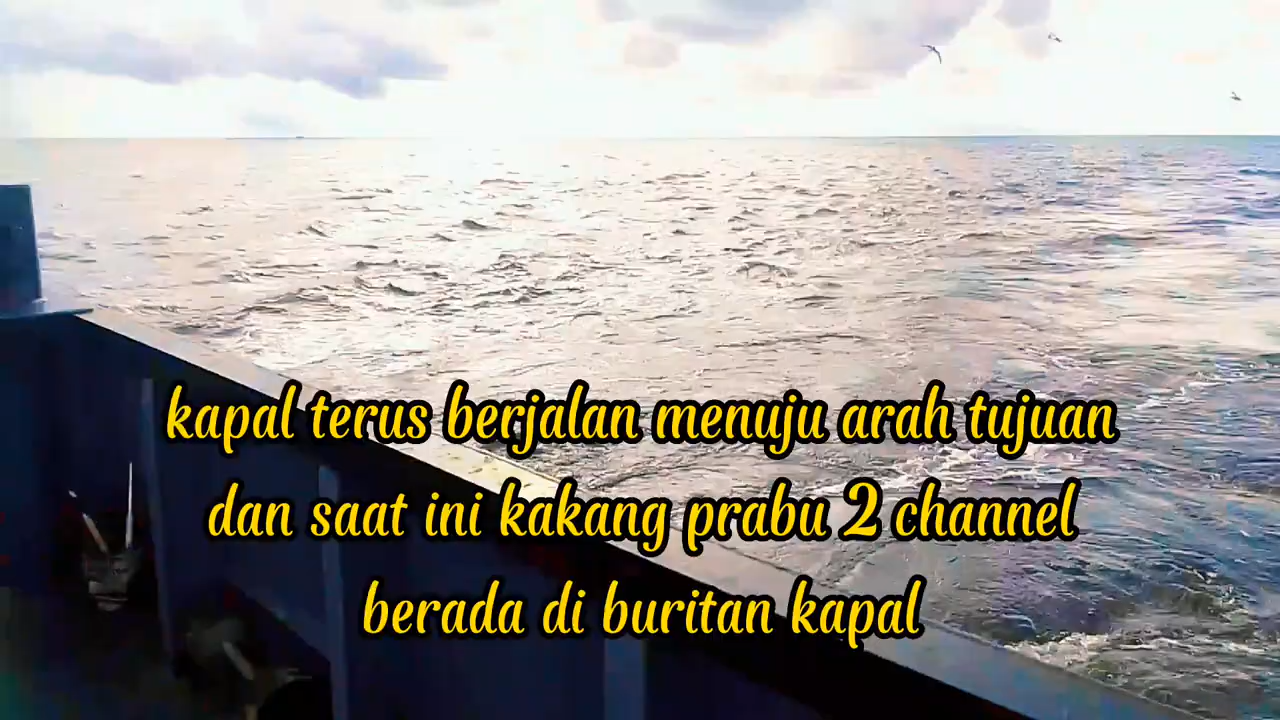 kapal terus berjalan menuju arah tujuan
dan saat ini kakang prabu 2 channel
berada di buritan kapal